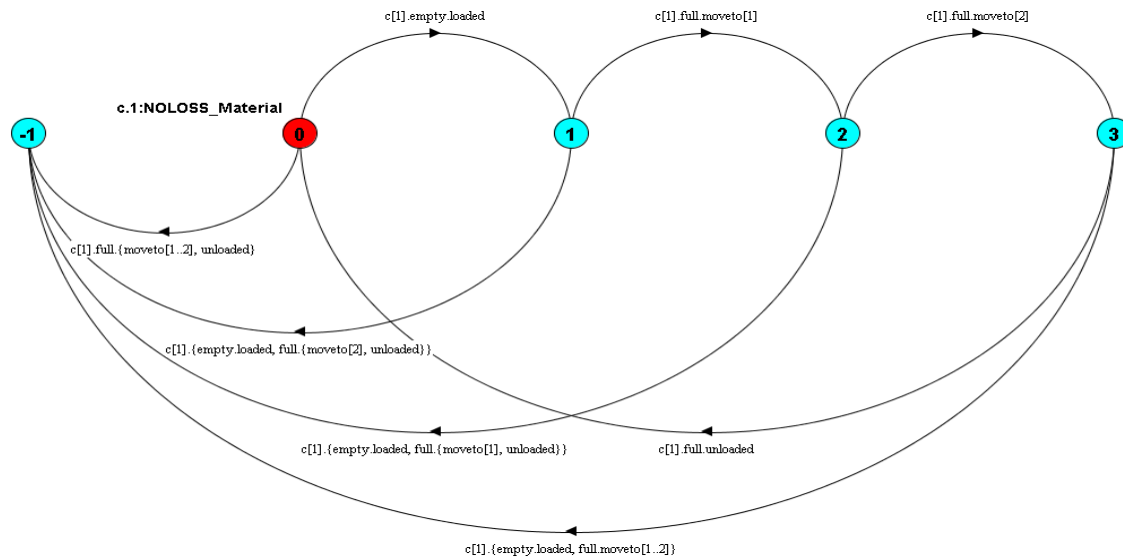 c[1].empty.loaded
c[1].full.moveto[1]
c[1].full.moveto[2]
c.1:NOLOSS_Material
-1
0
1
2
3
c[1].full.{moveto[1..2], unloaded}
c[1].{empty.loaded, full.{moveto[2], unloaded}}
c[1].{empty.loaded, full.{moveto[1], unloaded}}
c[1].full.unloaded
c[1].{empty.loaded, full.moveto[1..2]}